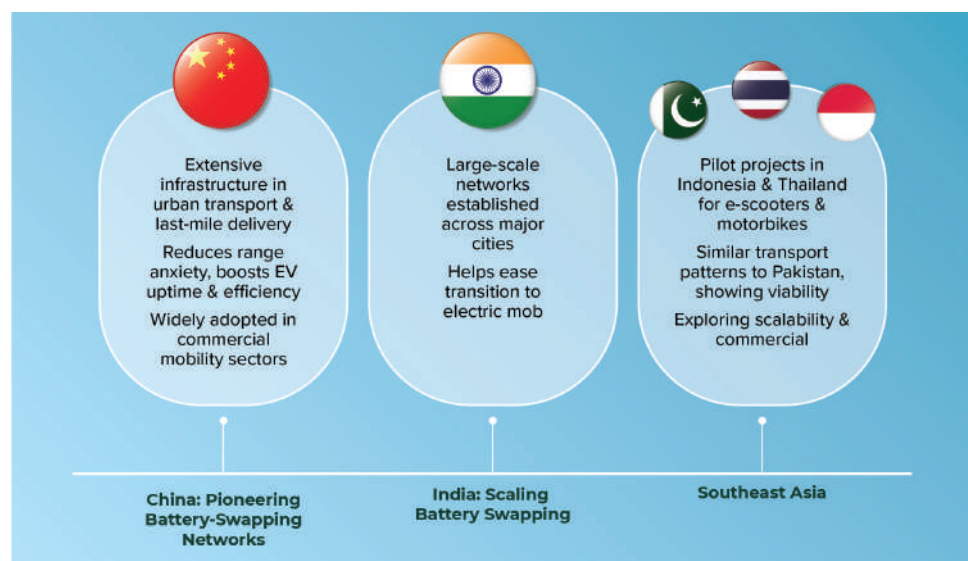 Extensive
infrastructure in
urban transport &
last-mile delivery
Reduces range
anxiety, boosts EV
uptime & efficiency
Widely adopted in
commercial
mobility sectors
China: Pioneering
Battery-Swapping
Networks
Large-scale
networks
established
across major
cities
Helps ease
transition to
electric mob
India: Scaling
Battery Swapping
Pilot projects in
Indonesia & Thailand
for e-scooters &
motorbikes
Similar transport
patterns to Pakistan,
showing viability
Exploring scalability &
commercial
Southeast Asia